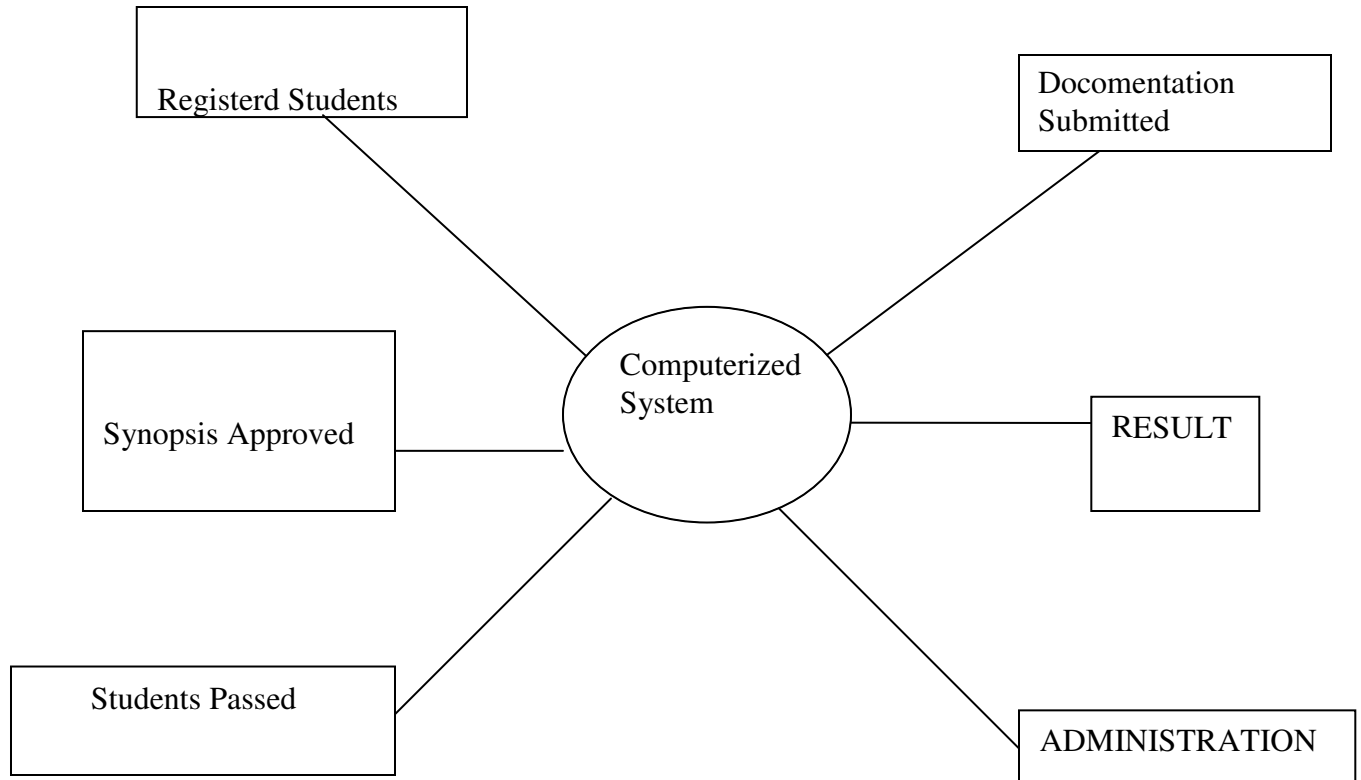 Registerd Students
Docomentation
Submitted
Computerized
System
Synopsis Approved
RESULT
Students Passed
ADMINISTRATION